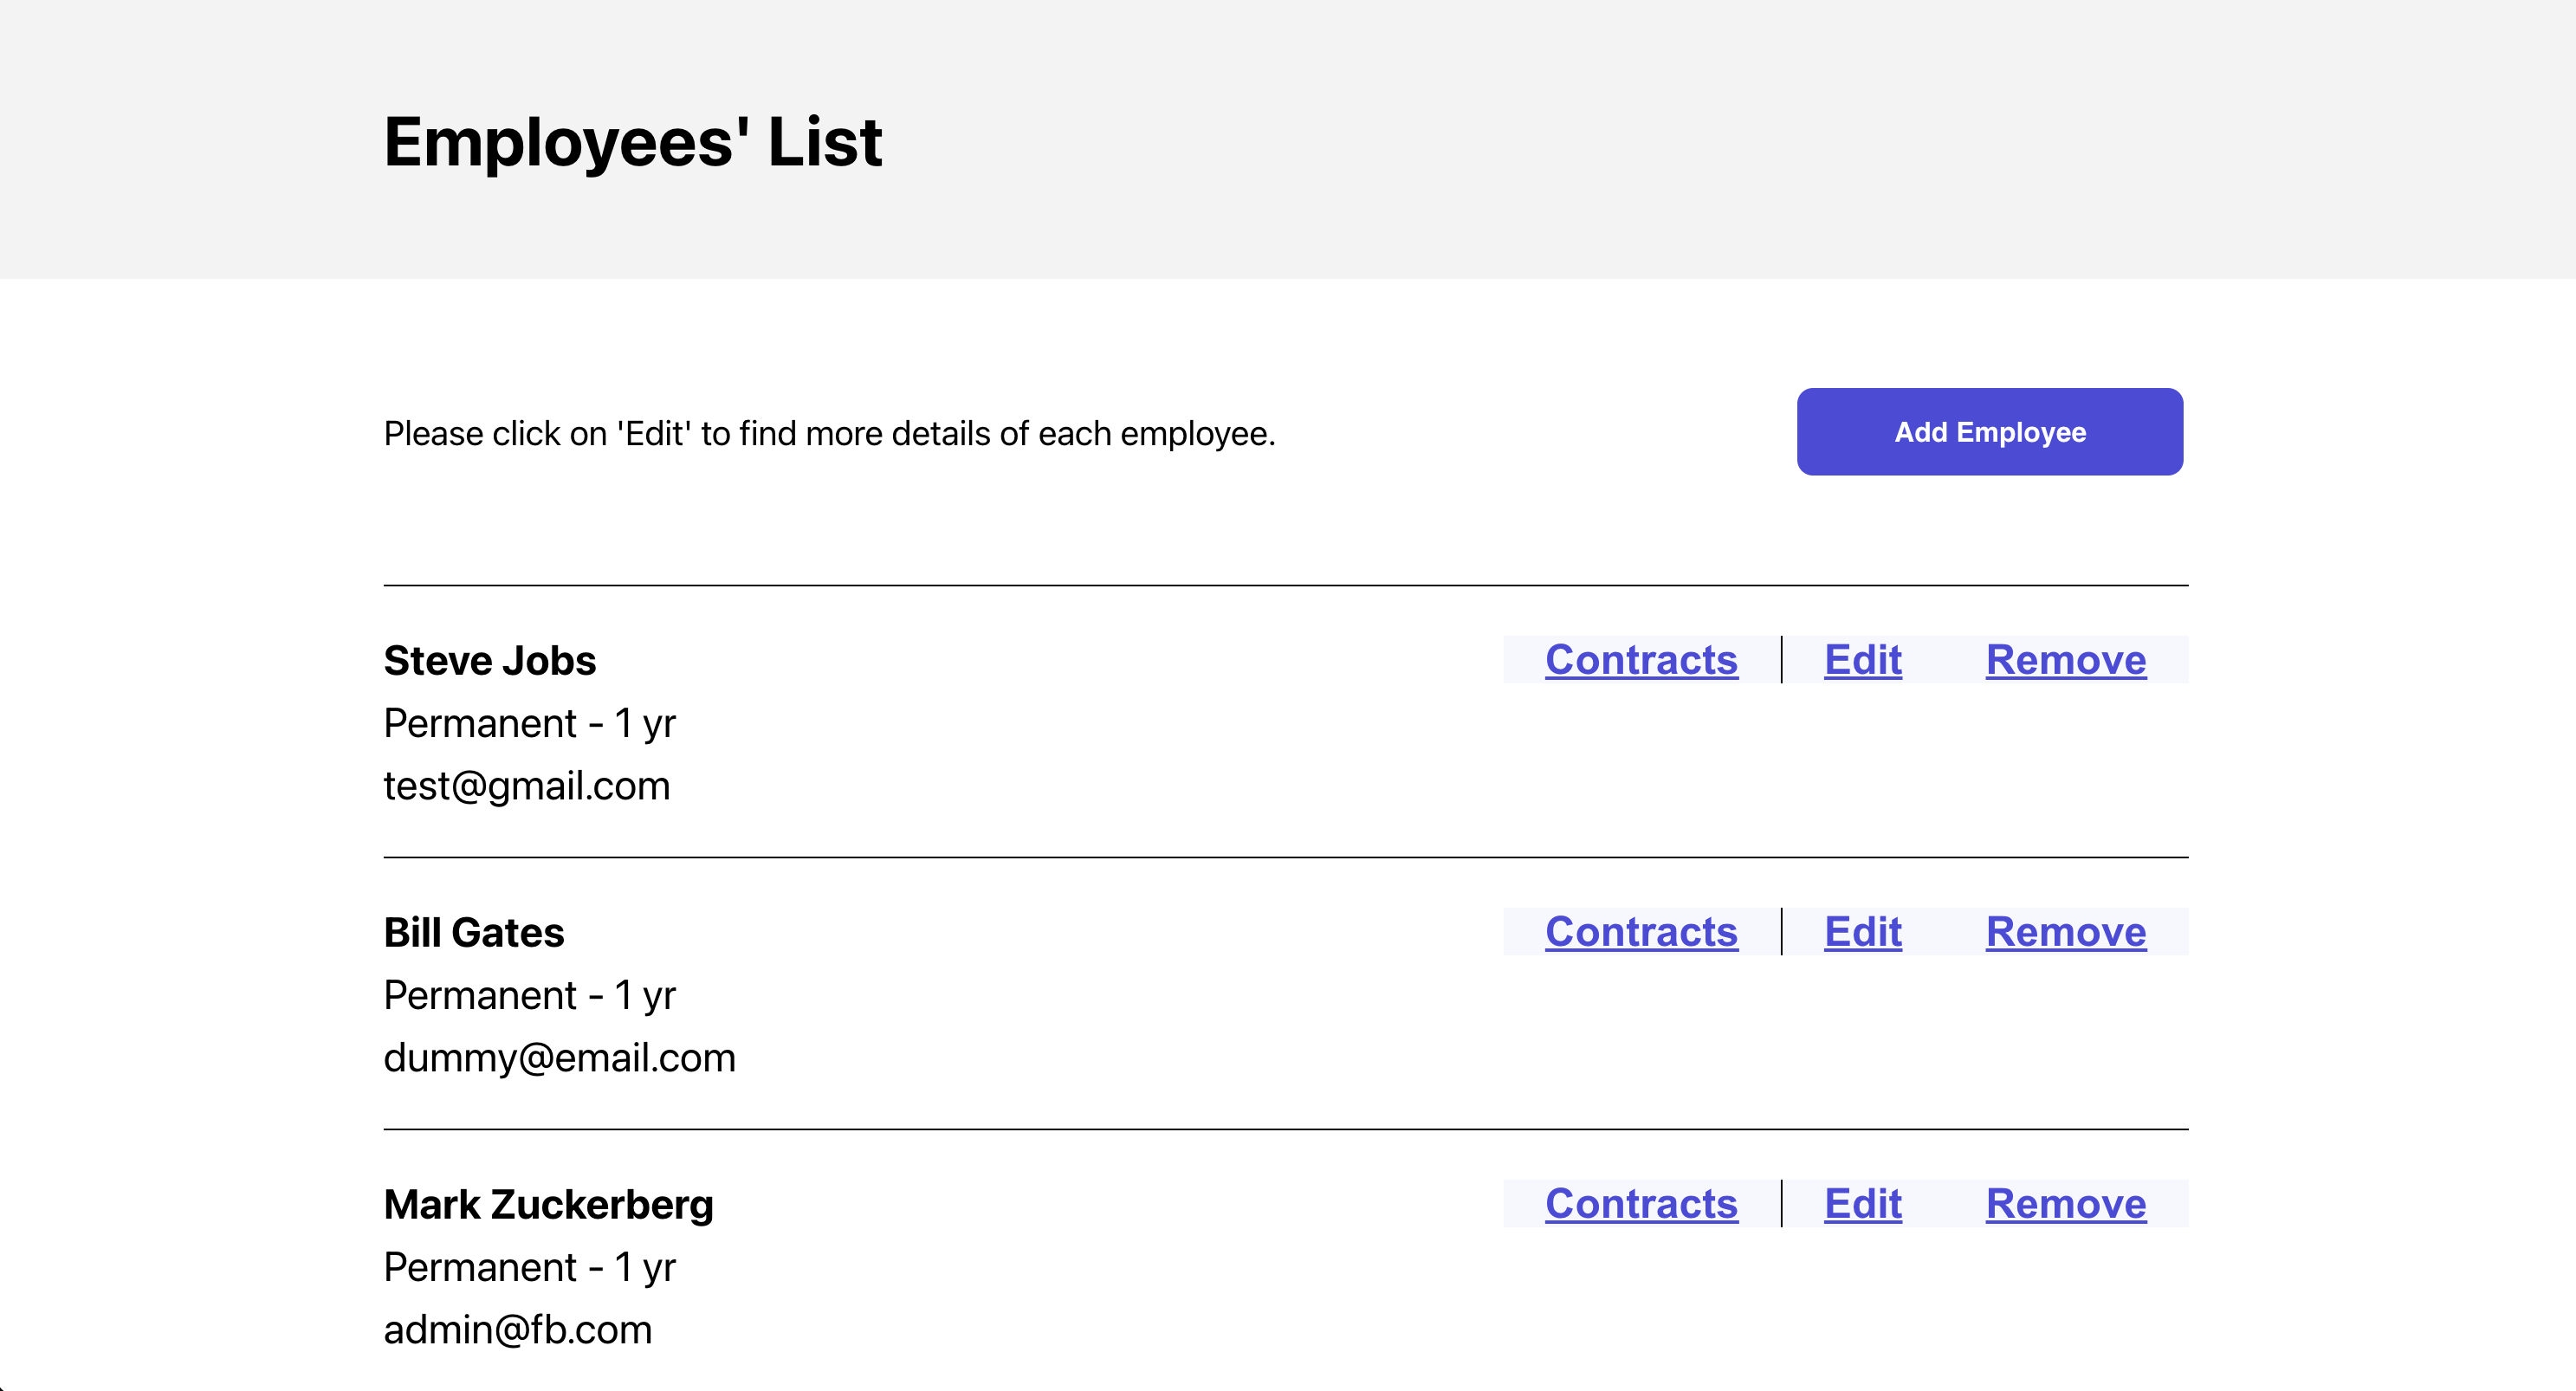 Employees' List
Please click on 'Edit' to find more details of each employee.
Add Employee
Steve Jobs
Contracts
Edit
Remove
Permanent - 1 yr
test@gmail.com
Bill Gates
Contracts
Edit
Remove
Permanent - 1 yr
dummy@email.com
Mark Zuckerberg
Contracts
Edit
Remove
Permanent - 1 yr
admin@fb.com